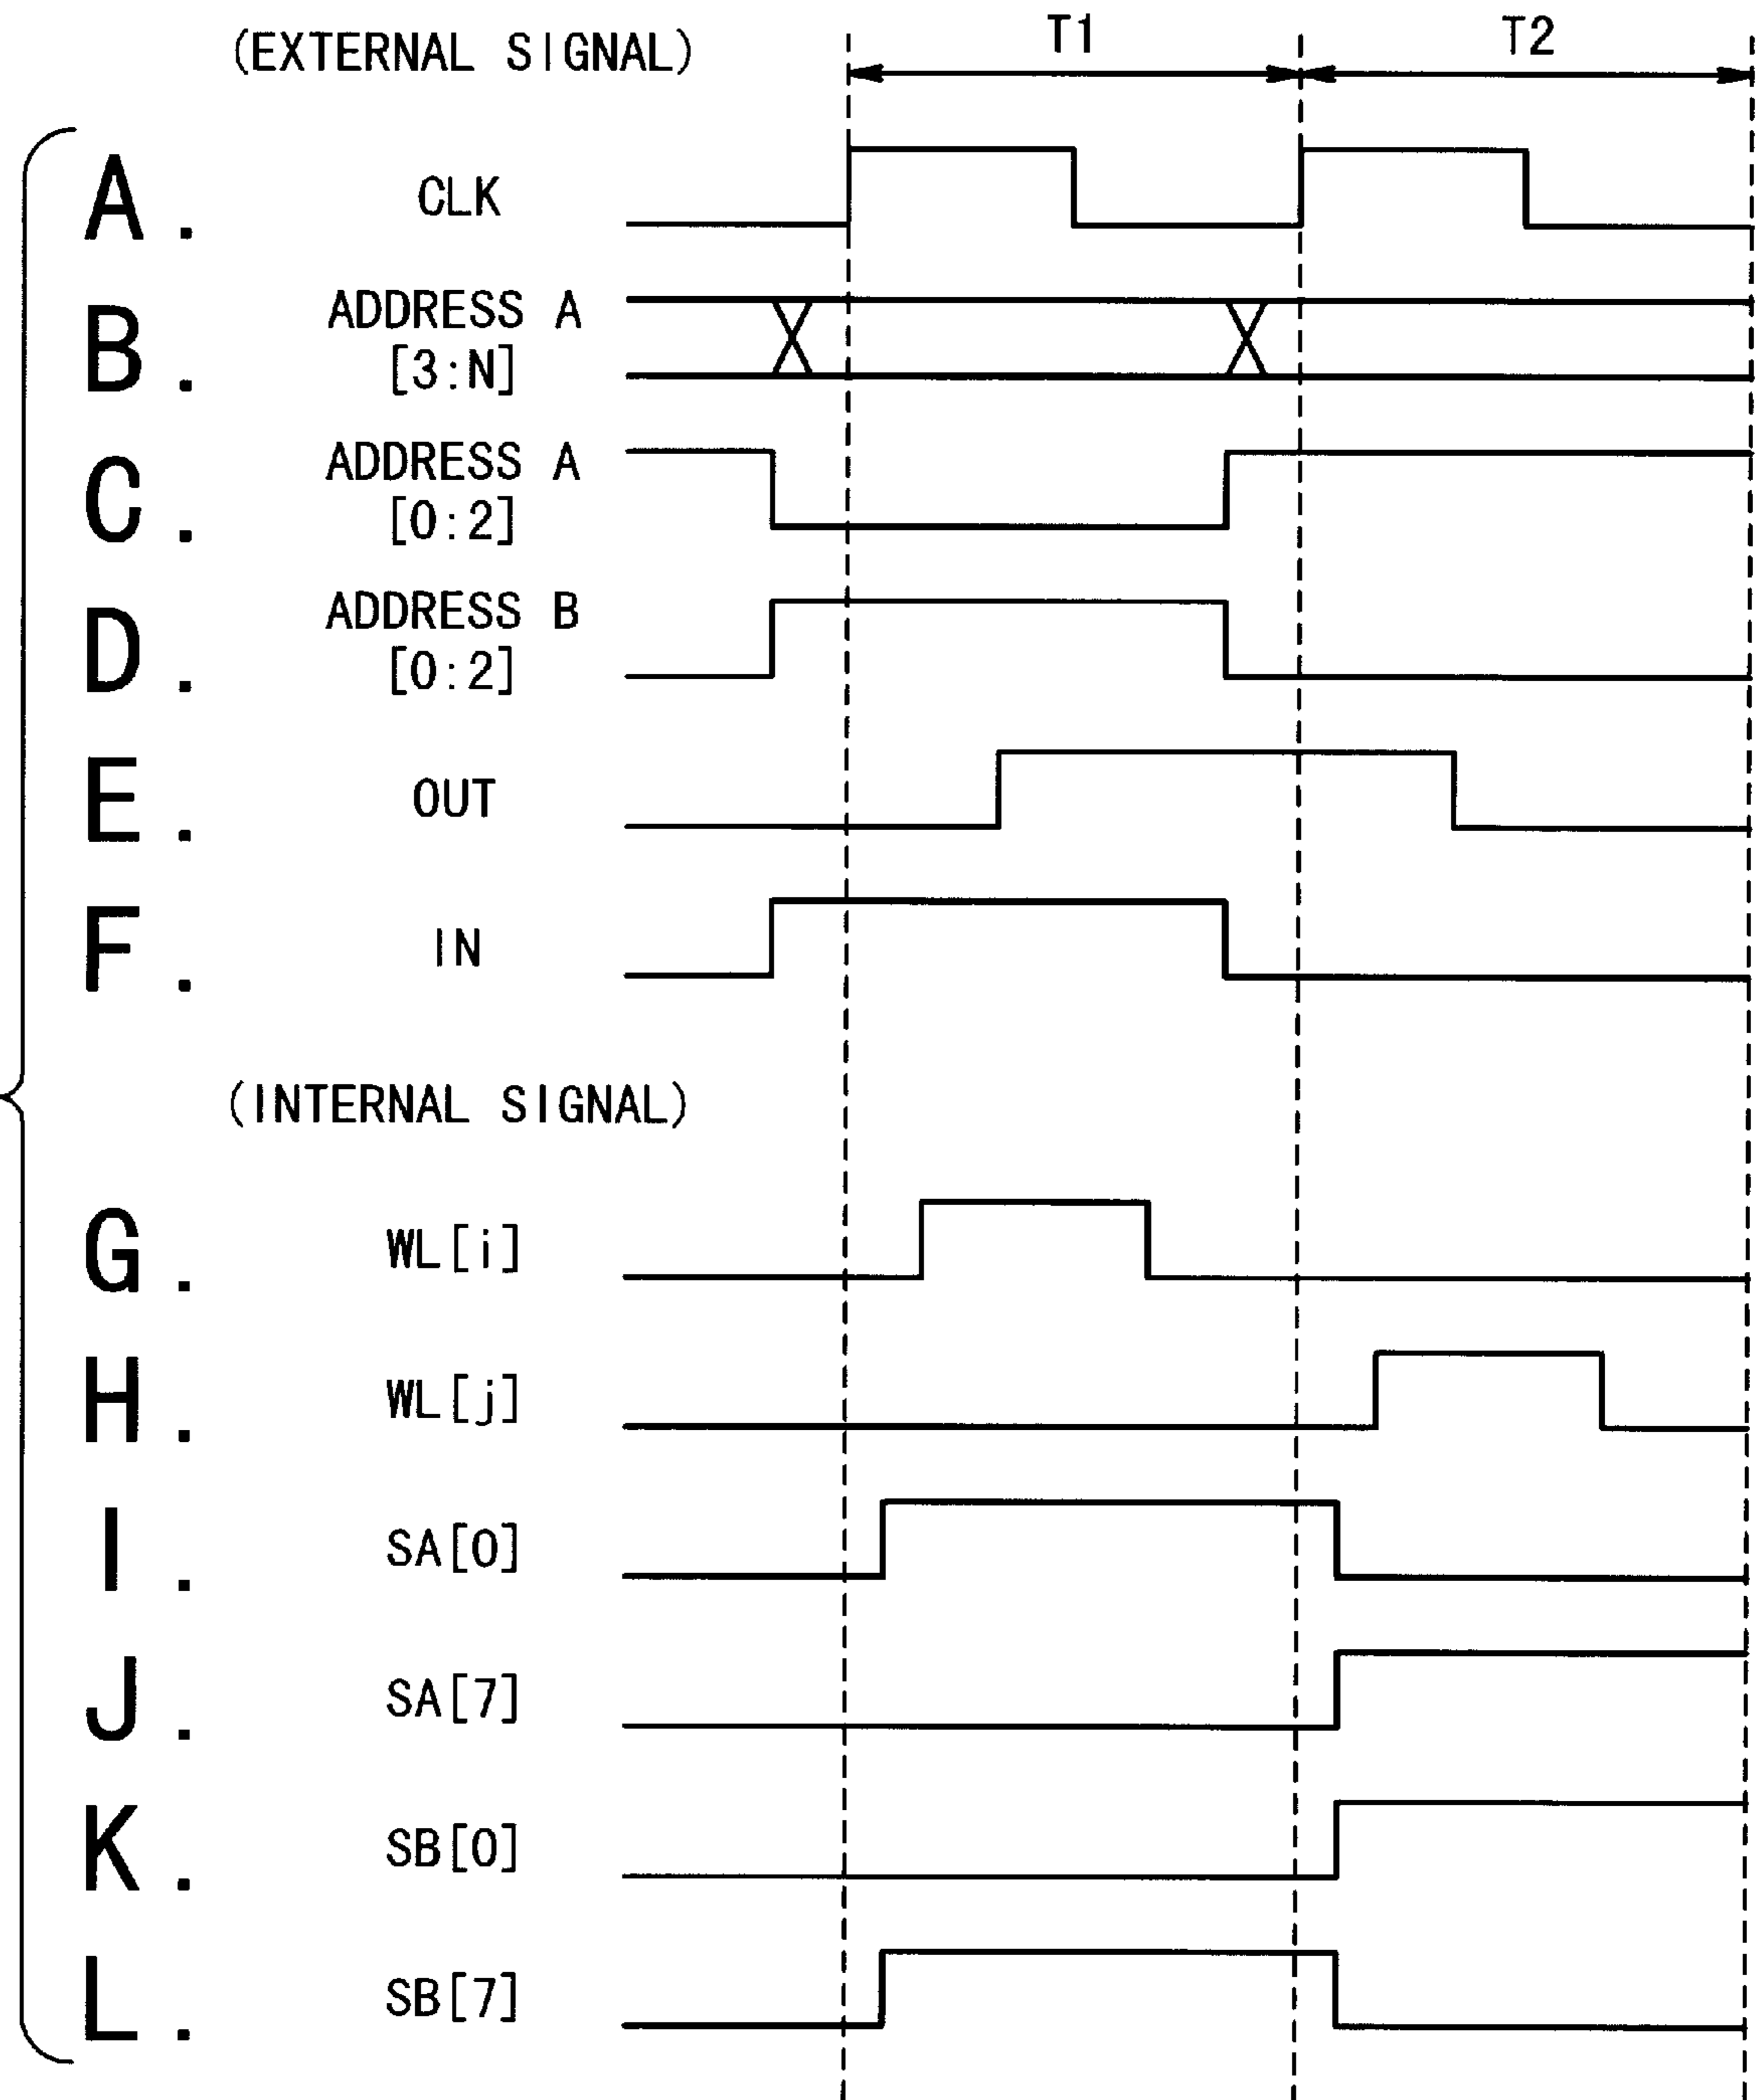 (EXTERNAL SIGNAL) T1 T2
A. CLK
B. ADDRESS A
[3:N]
C. ADDRESS A
[0:2]
D. ADDRESS B
[0:2]
E. OUT
F. IN
(INTERNAL SIGNAL)
G. WL[i]
H. WL[j]
I. SA[0]
J. SA[7]
K. SB[0]
L. SB[7]